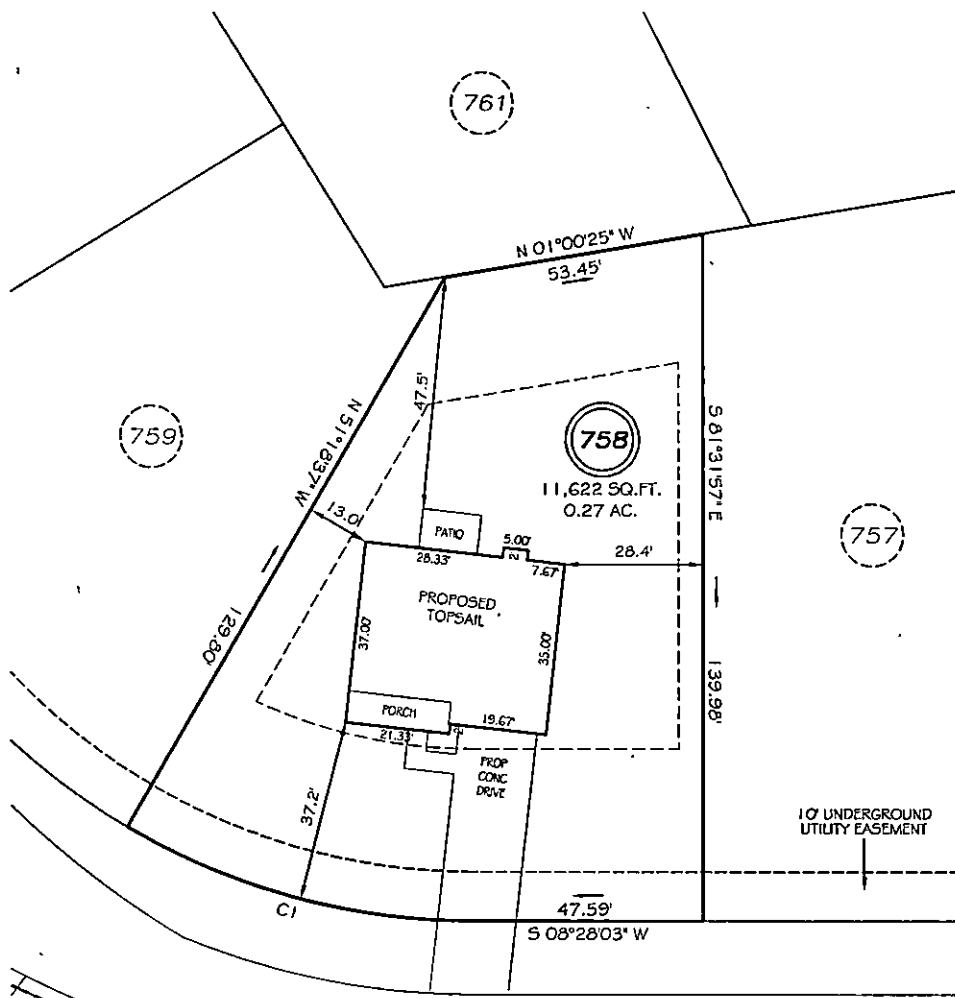 761
N 01°00'25" W
53.45'
47.5'
N 51°18'37" W
759
758
11,622 SQ.FT.
0.27 AC.
S 81°31'57" E
757
13.0'
PATIO
5.00'
2'
28.33'
7.67'
28.4'
PROPOSED
TOPSAIL
37.00'
35.00'
129.80'
139.98'
PORCH
19.67'
21.33'
2'
PROP
CONC
DRIVE
37.2'
10' UNDERGROUND
UTILITY EASEMENT
C1
47.59'
S 08°28'03" W